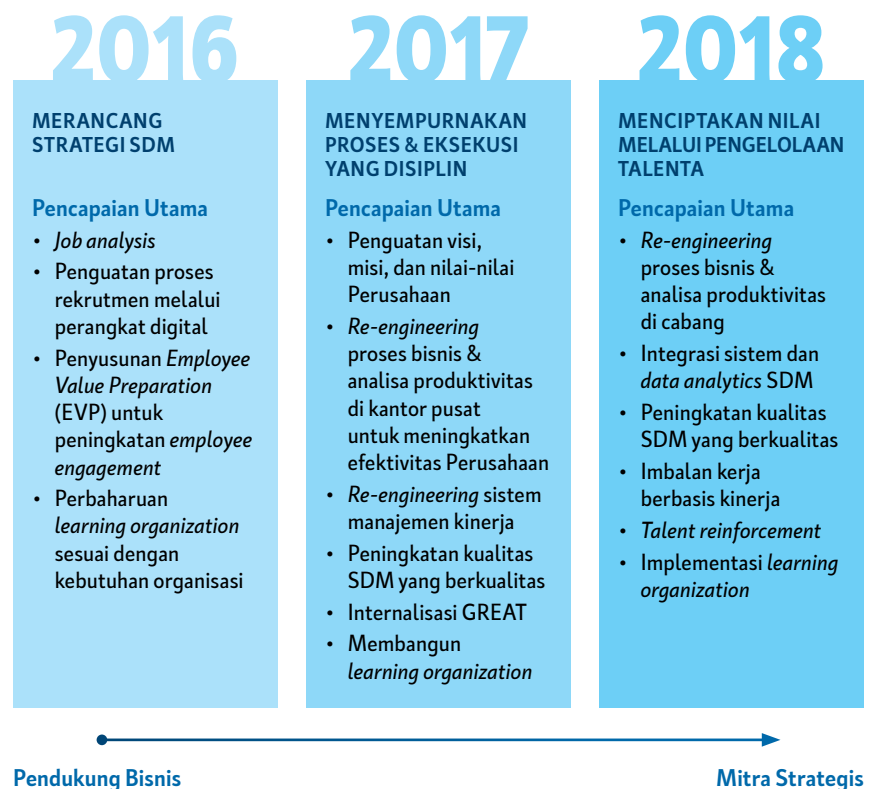 2016
MERANCANG
STRATEGI SDM
Pencapaian Utama
• Job analysis
• Penguatan proses
rekrutmen melalui
perangkat digital
• Penyusunan Employee
Value Preparation
(EVP) untuk
peningkatan employee
engagement
• Perbaharuan
learning organization
sesuai dengan
kebutuhan organisasi
2017
MENYEMPURNAKAN
PROSES & EKSEKUSI
YANG DISIPLIN
Pencapaian Utama
• Penguatan visi,
misi, dan nilai-nilai
Perusahaan
• Re-engineering
proses bisnis &
analisa produktivitas
di kantor pusat
untuk meningkatkan
efektivitas Perusahaan
• Re-engineering sistem
manajemen kinerja
• Peningkatan kualitas
SDM yang berkualitas
• Internalisasi GREAT
• Membangun
learning organization
2018
MENCIPTAKAN NILAI
MELALUI PENGELOLAAN
TALENTA
Pencapaian Utama
• Re-engineering
proses bisnis &
analisa produktivitas
di cabang
• Integrasi sistem dan
data analytics SDM
• Peningkatan kualitas
SDM yang berkualitas
• Imbalan kerja
berbasis kinerja
• Talent reinforcement
• Implementasi learning
organization
Pendukung Bisnis
Mitra Strategis